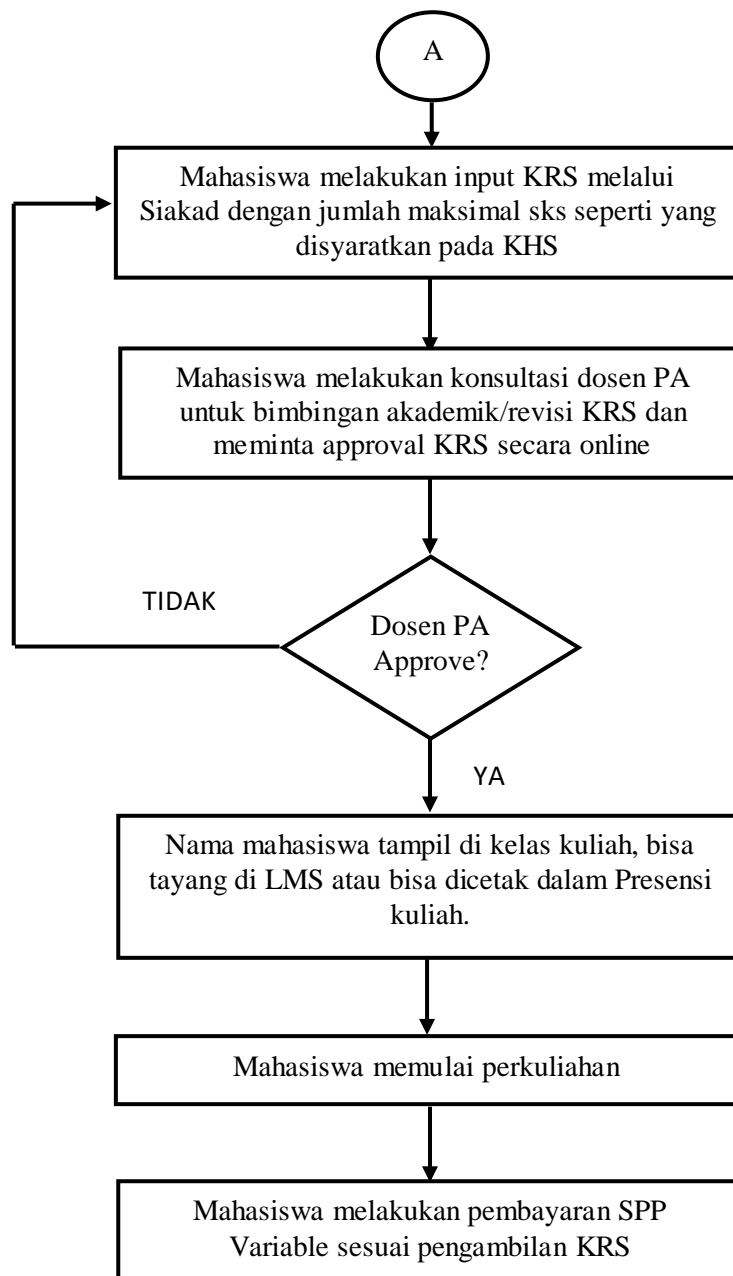 A
Mahasiswa melakukan input KRS melalui
Siakad dengan jumlah maksimal sks seperti yang
disyaratkan pada KHS
Mahasiswa melakukan konsultasi dosen PA
untuk bimbingan akademik/revisi KRS dan
meminta approval KRS secara online
TIDAK
Dosen PA
Approve?
YA
Nama mahasiswa tampil di kelas kuliah, bisa
tayang di LMS atau bisa dicetak dalam Presensi
kuliah.
Mahasiswa memulai perkuliahan
Mahasiswa melakukan pembayaran SPP
Variable sesuai pengambilan KRS